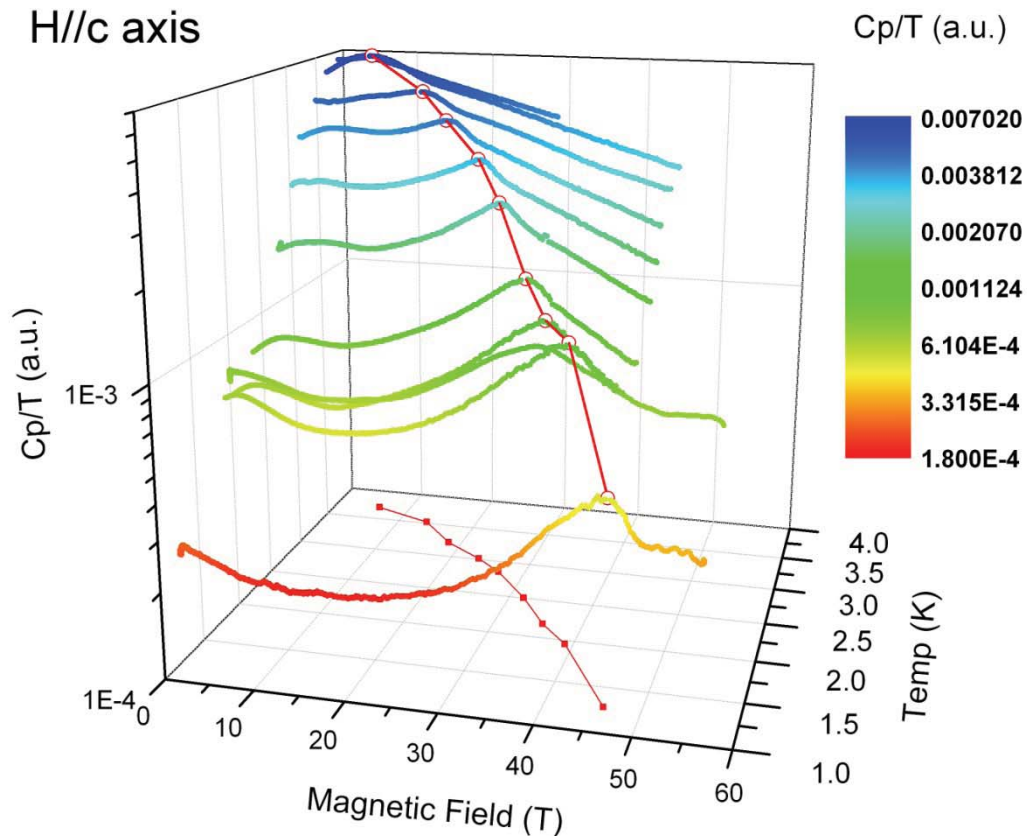 H//c axis
Cp/T (a.u.)
0.007020
0.003812
0.002070
0.001124
6.104E-4
3.315E-4
1.800E-4
Cp/T (a.u.)
1E-3
1E-4
0
10
20
30
40
50
60
Magnetic Field (T)
4.0
3.5
3.0
2.5
2.0
1.5
1.0
Temp (K)